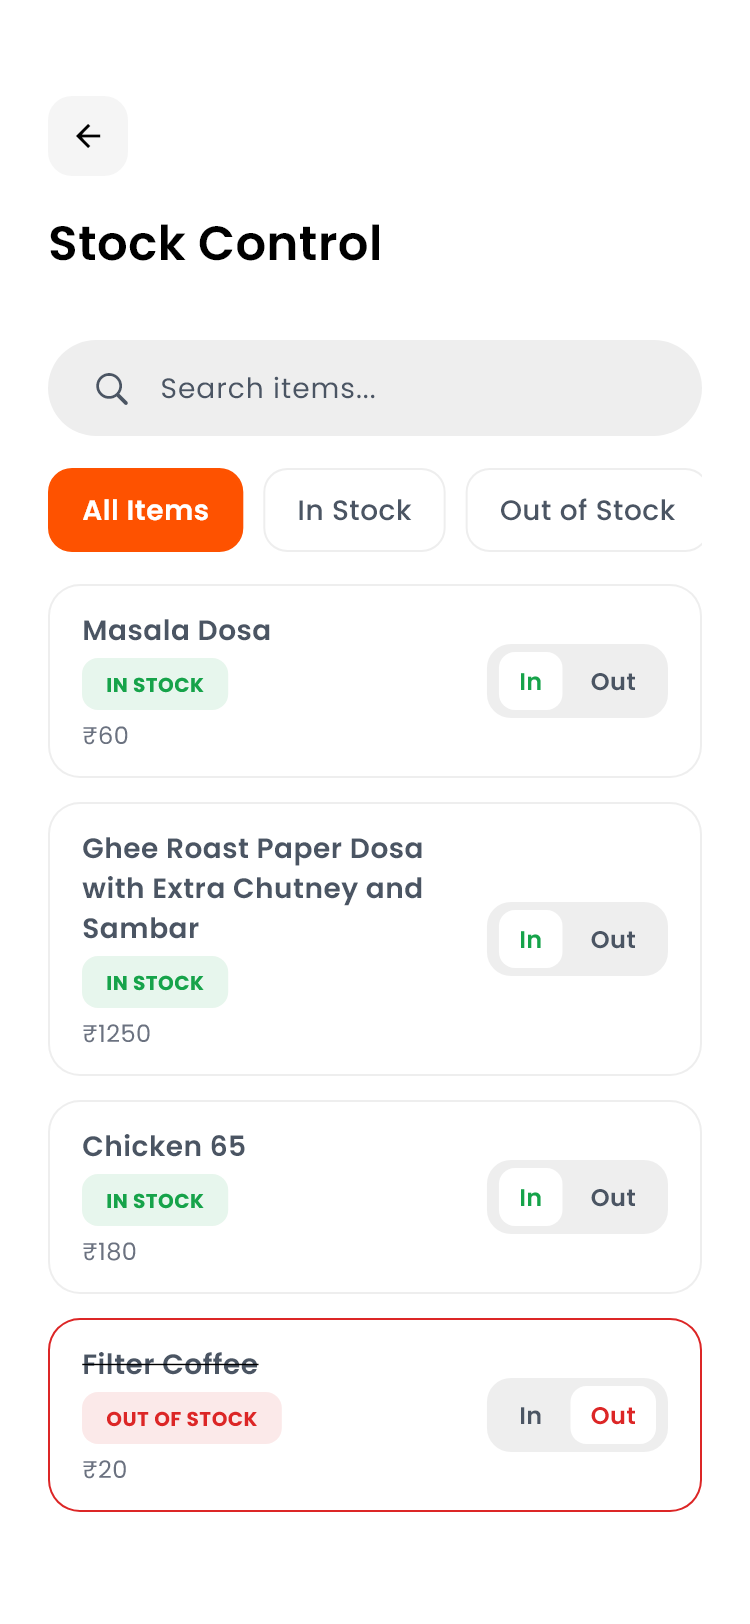 Stock Control
Search items...
All Items
In Stock
Out of Stock
Masala Dosa
IN STOCK
₹60
In
Out
Ghee Roast Paper Dosa
with Extra Chutney and
Sambar
IN STOCK
₹1250
In
Out
Chicken 65
IN STOCK
₹180
In
Out
Filter Coffee
OUT OF STOCK
₹20
In
Out